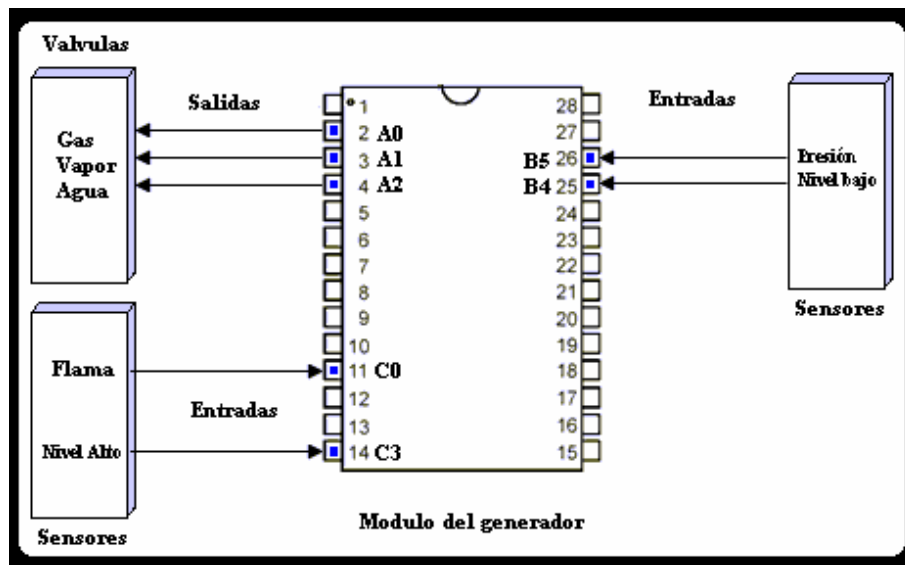 Valvulas
Salidas
Entradas
Gas
Vapor
Agua
1
2 A0
3 A1
4 A2
5
6
7
8
9
10
11 C0
12
13
14 C3
28
27
B5 26
B4 25
24
23
22
21
20
19
18
17
16
15
Presión
Nivel bajo
Sensores
Flama
Entradas
Nivel Alto
Sensores
Modulo del generador